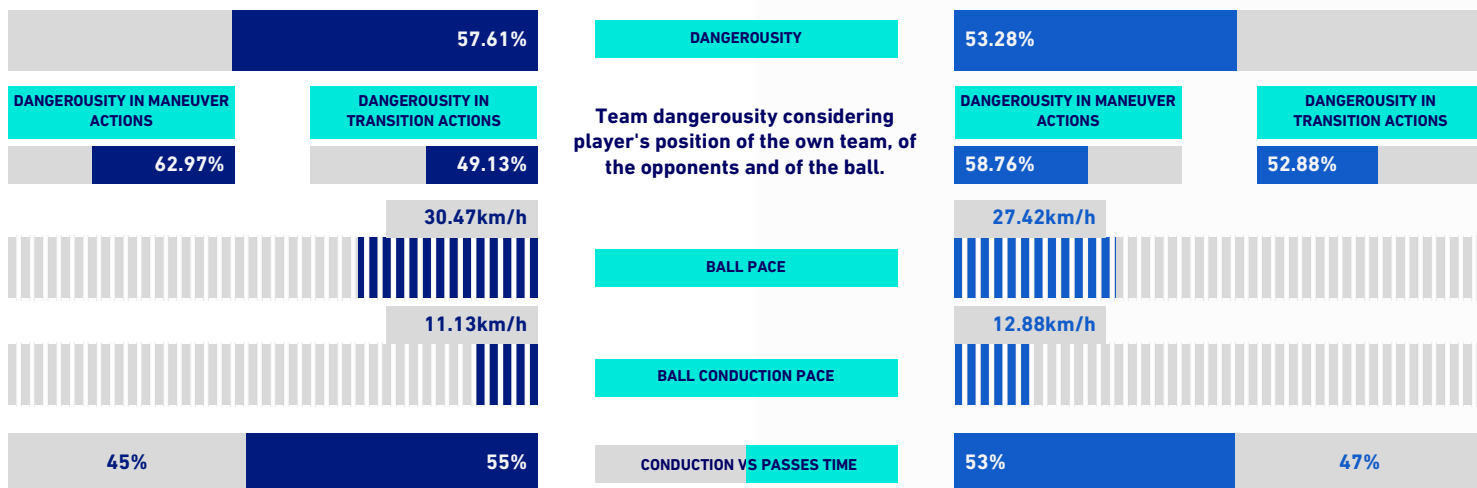 57.61%
DANGEROUSITY
53.28%
DANGEROUSITY IN MANEUVER
ACTIONS
DANGEROUSITY IN
TRANSITION ACTIONS
62.97%
49.13%
Team dangerousity considering
player's position of the own team, of
the opponents and of the ball.
DANGEROUSITY IN MANEUVER
ACTIONS
DANGEROUSITY IN
TRANSITION ACTIONS
58.76%
52.88%
30.47km/h
BALL PACE
27.42km/h
11.13km/h
BALL CONDUCTION PACE
12.88km/h
45%
55%
CONDUCTION VS PASSES TIME
53%
47%